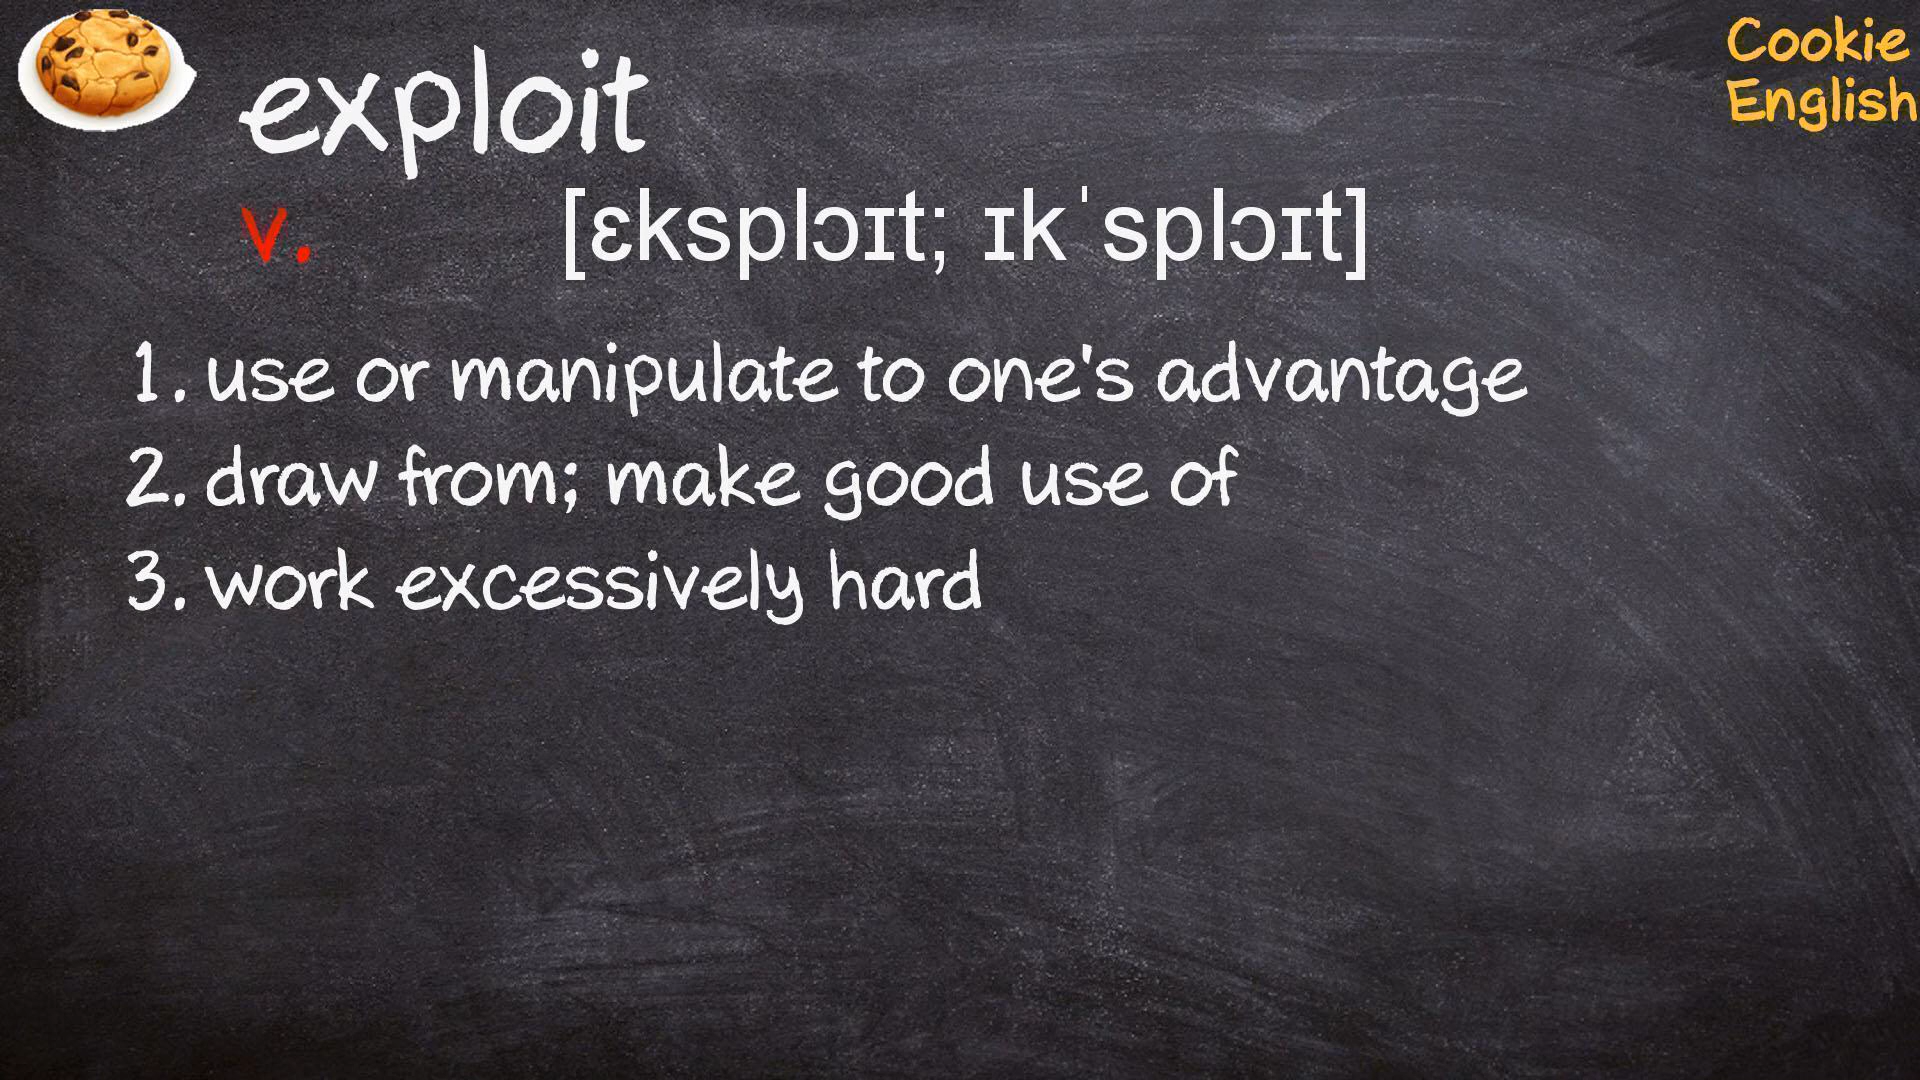 exploit
Cookie
English
v. [ɛksplɔɪt; ɪkˈsplɔɪt]
1. use or manipulate to one's advantage
2. draw from; make good use of
3. work excessively hard